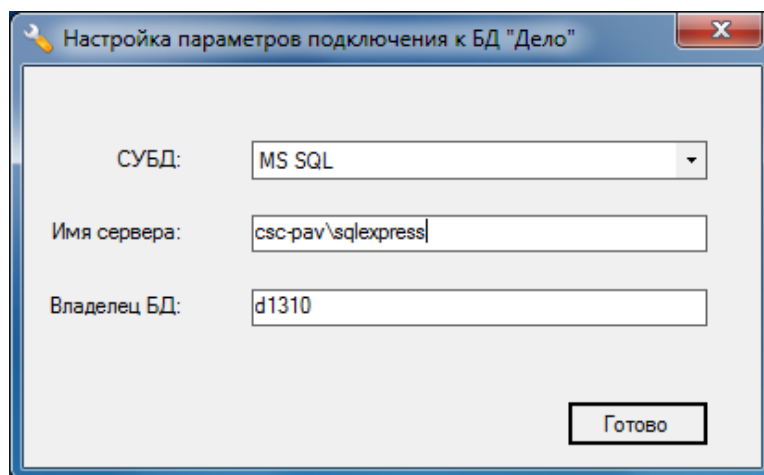 Настройка параметров подключения к БД "Дело"
СУБД: MS SQL
Имя сервера: csc-pav\sqlexpress
Владелец БД: d1310
Готово